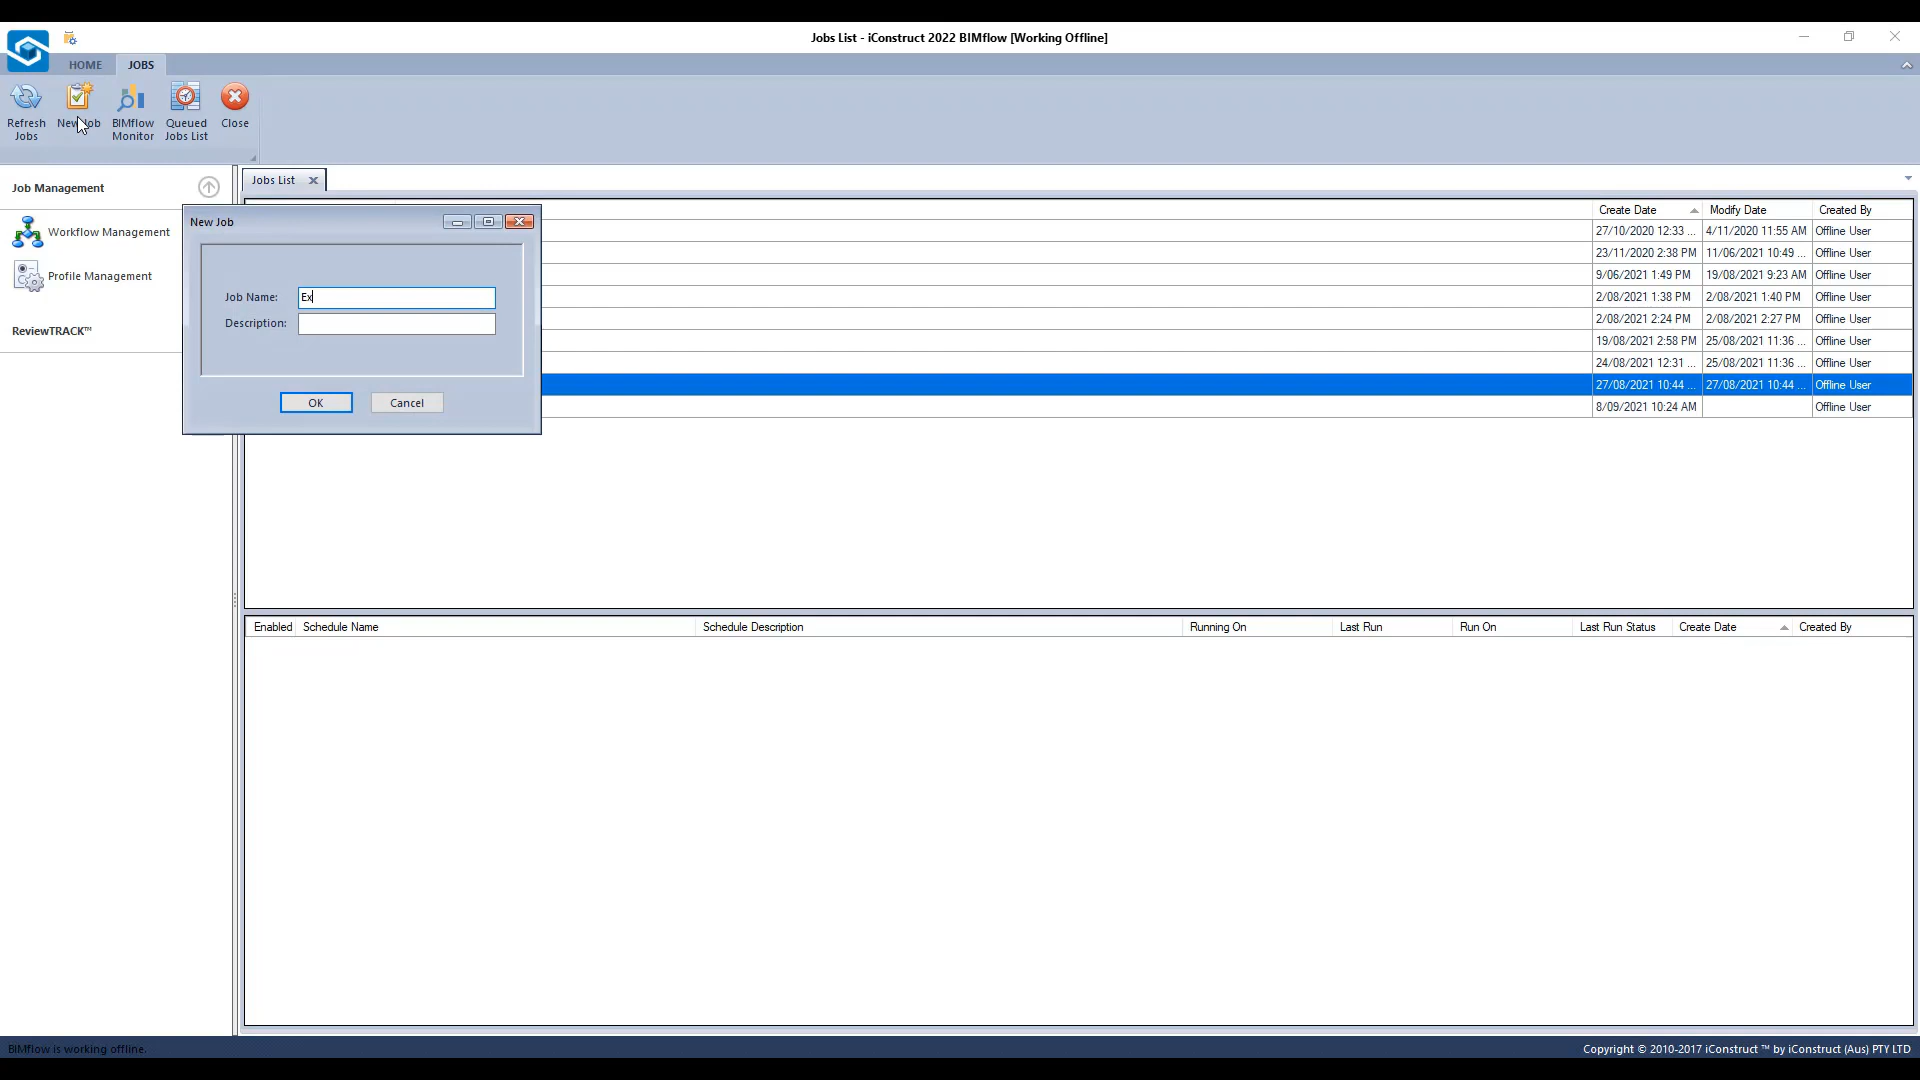 Jobs List - iConstruct 2022 BIMflow [Working Offline]
HOME
JOBS
Refresh Jobs
New Job
BIMflow Monitor
Queued Jobs List
Close
Job Management
Jobs List
Workflow Management
Profile Management
ReviewTRACK™
New Job
Job Name: Ex
Description:
OK
Cancel
Create Date Modify Date Created By
27/10/2020 12:33 ... 4/11/2020 11:55 AM Offline User
23/11/2020 2:38 PM 11/06/2021 10:49 ... Offline User
9/06/2021 1:49 PM 19/08/2021 9:23 AM Offline User
2/08/2021 1:38 PM 2/08/2021 1:40 PM Offline User
2/08/2021 2:24 PM 2/08/2021 2:27 PM Offline User
19/08/2021 2:58 PM 25/08/2021 11:36 ... Offline User
24/08/2021 12:31 ... 25/08/2021 11:36 ... Offline User
27/08/2021 10:44 ... 27/08/2021 10:44 ... Offline User
8/09/2021 10:24 AM Offline User
Enabled Schedule Name Schedule Description Running On Last Run Run On Last Run Status Create Date Created By
BIMflow is working offline.
Copyright © 2010-2017 iConstruct ™ by iConstruct (Aus) PTY LTD